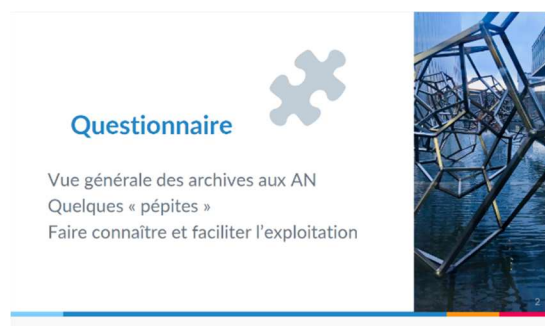 Questionnaire
Vue générale des archives aux AN
Quelques « pépites »
Faire connaître et faciliter l'exploitation
2